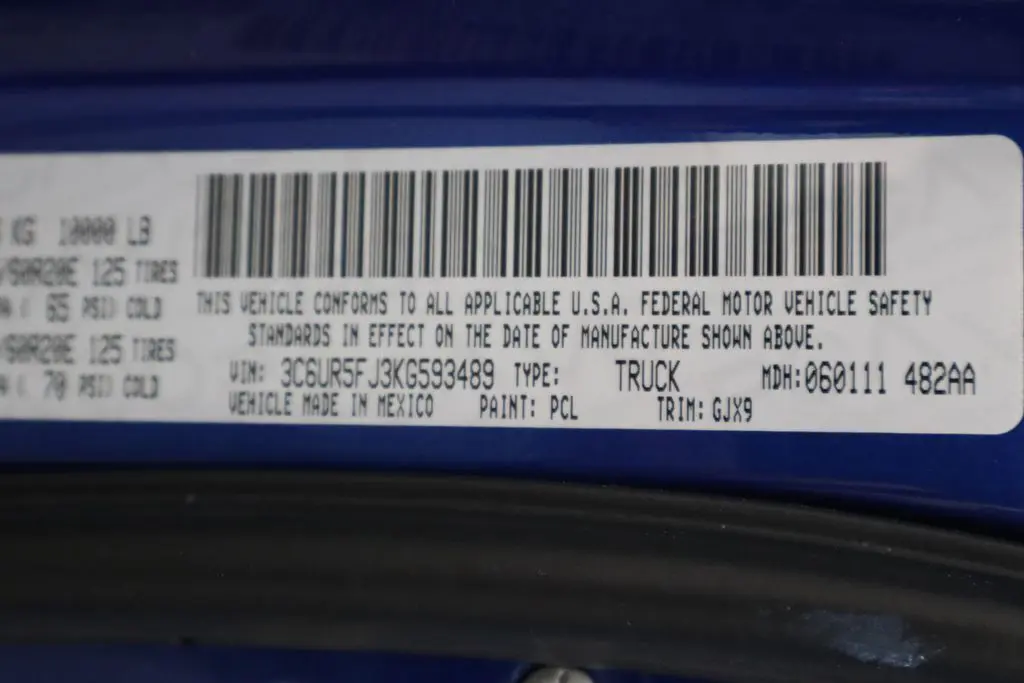 KG 10000 LB
60R20E 125 TIRES
65 PSI) COLD
60R20E 125 TIRES
70 PSI) COLD
THIS VEHICLE CONFORMS TO ALL APPLICABLE U.S.A. FEDERAL MOTOR VEHICLE SAFETY
STANDARDS IN EFFECT ON THE DATE OF MANUFACTURE SHOWN ABOVE.
VIN: 3C6UR5FJ3KG593489 TYPE: TRUCK MDH:060111 482AA
VEHICLE MADE IN MEXICO PAINT: PCL TRIM: GJX9